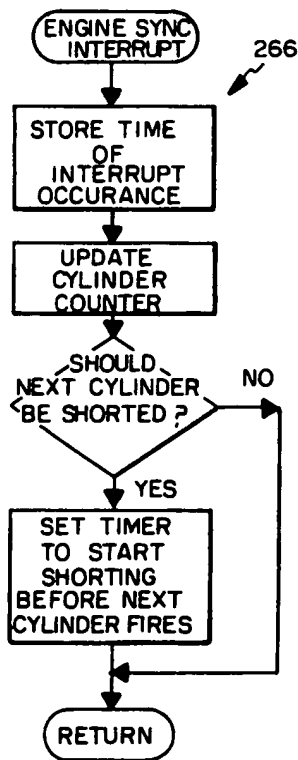 ENGINE SYNC
INTERRUPT
266
STORE TIME
OF
INTERRUPT
OCCURANCE
UPDATE
CYLINDER
COUNTER
SHOULD
NEXT CYLINDER
BE SHORTED?
NO
YES
SET TIMER
TO START
SHORTING
BEFORE NEXT
CYLINDER FIRES
RETURN